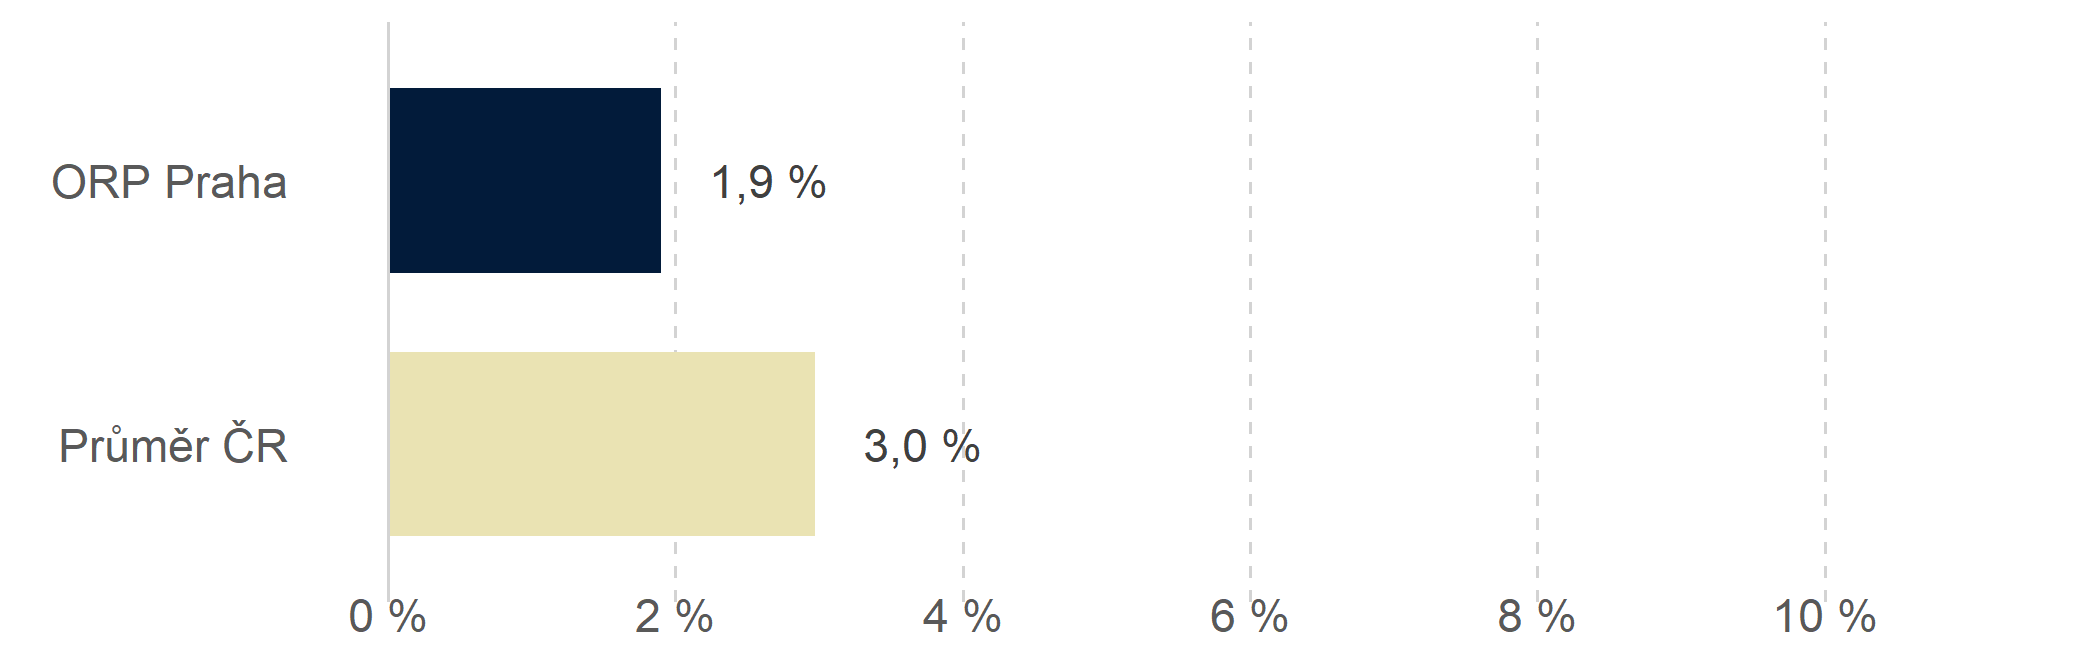 ORP Praha
1,9 %
Průměr ČR
3,0 %
0 % 2 % 4 % 6 % 8 % 10 %